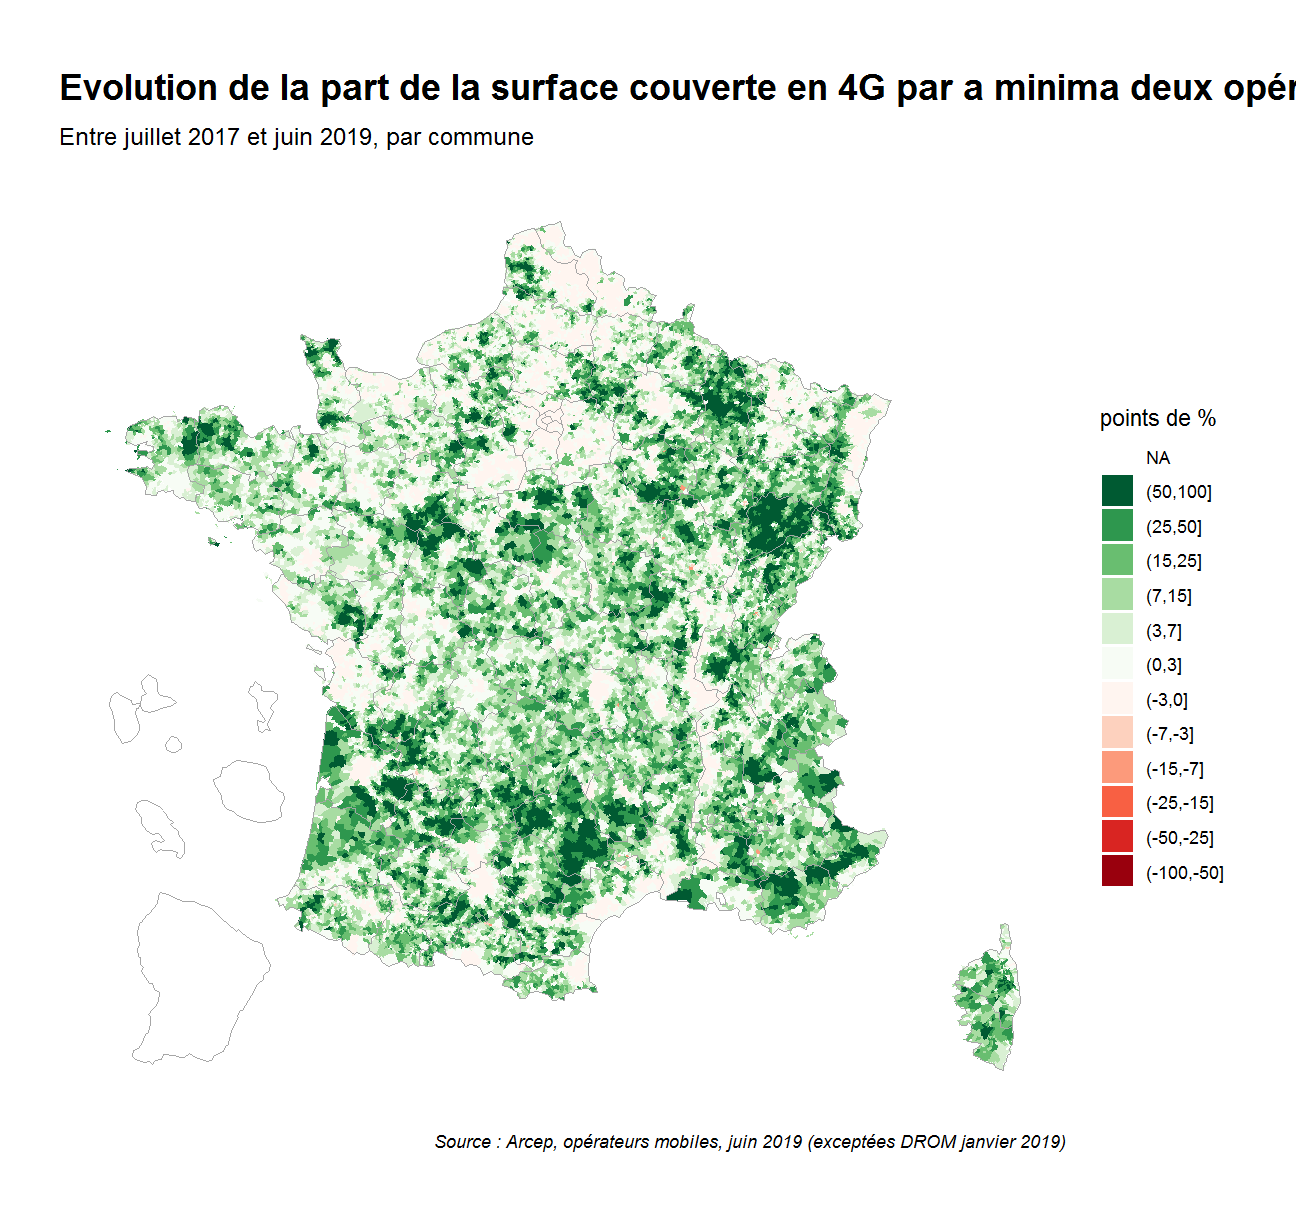 Evolution de la part de la surface couverte en 4G par a minima deux opér
Entre juillet 2017 et juin 2019, par commune
points de %
NA
(50,100]
(25,50]
(15,25]
(7,15]
(3,7]
(0,3]
(-3,0]
(-7,-3]
(-15,-7]
(-25,-15]
(-50,-25]
(-100,-50]
Source : Arcep, opérateurs mobiles, juin 2019 (exceptées DROM janvier 2019)